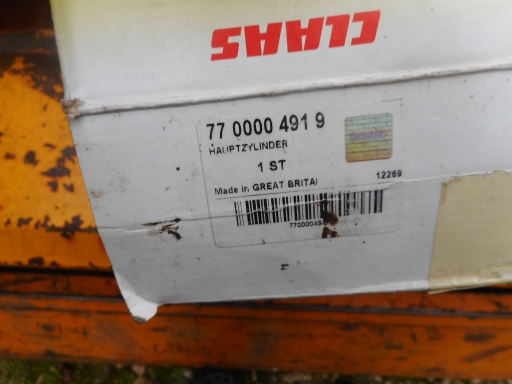 CLAAS
77 0000 491 9
HAUPTZYLINDER
1 ST
Made in GREAT BRITAI
12269